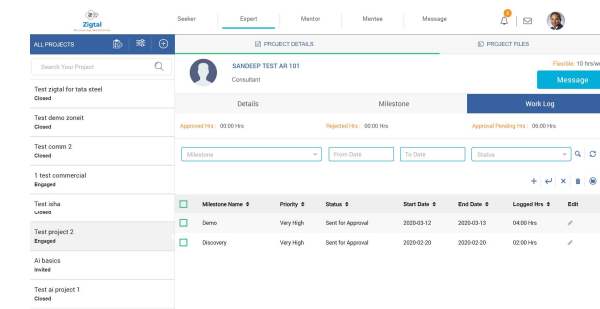 Zigtal
Seeker Expert Mentor Mentee Message
ALL PROJECTS
PROJECT DETAILS PROJECT FILES
Search Your Project
SANDEEP TEST AR 101
Flexible: 10 hrs/we
Consultant
Message
Test zigtal for tata steel
Closed
Details Milestone Work Log
Test demo zoneit
Closed
Approved Hrs : 00:00 Hrs Rejected Hrs : 00:00 Hrs Approval Pending Hrs : 06:00 Hrs
Test comm 2
Closed
Milestone From Date To Date Status
1 test commercial
Engaged
Test isha
Closed
Milestone Name Priority Status Start Date End Date Logged Hrs Edit
Test project 2
Engaged
Demo Very High Sent for Approval 2020-03-12 2020-03-13 04:00 Hrs
Discovery Very High Sent for Approval 2020-02-20 2020-02-20 02:00 Hrs
Ai basics
Invited
Test ai project 1
Closed